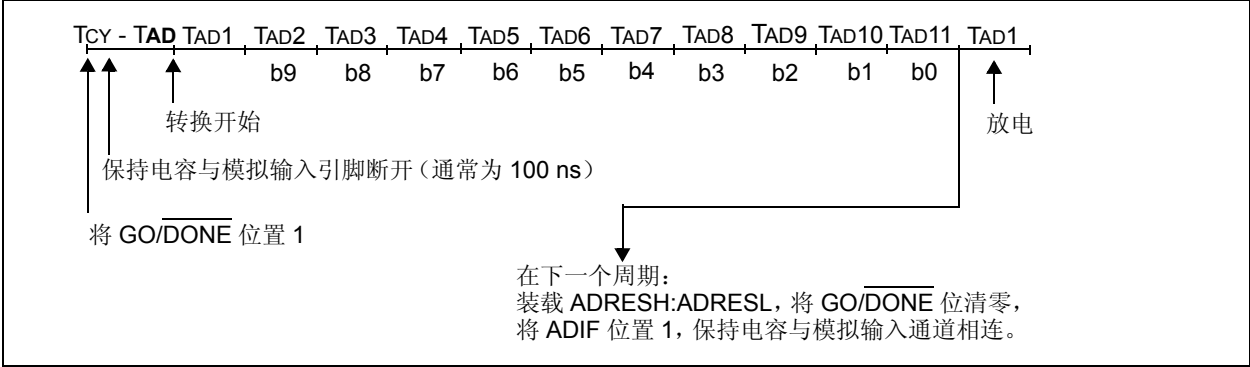 TCY - TAD TAD1 TAD2 TAD3 TAD4 TAD5 TAD6 TAD7 TAD8 TAD9 TAD10 TAD11 TAD1
b9 b8 b7 b6 b5 b4 b3 b2 b1 b0
转换开始
放电
保持电容与模拟输入引脚断开（通常为 100 ns）
将 GO/DONE 位置 1
在下一个周期：
装载 ADRESH:ADRESL，将 GO/DONE 位清零，
将 ADIF 位置 1，保持电容与模拟输入通道相连。